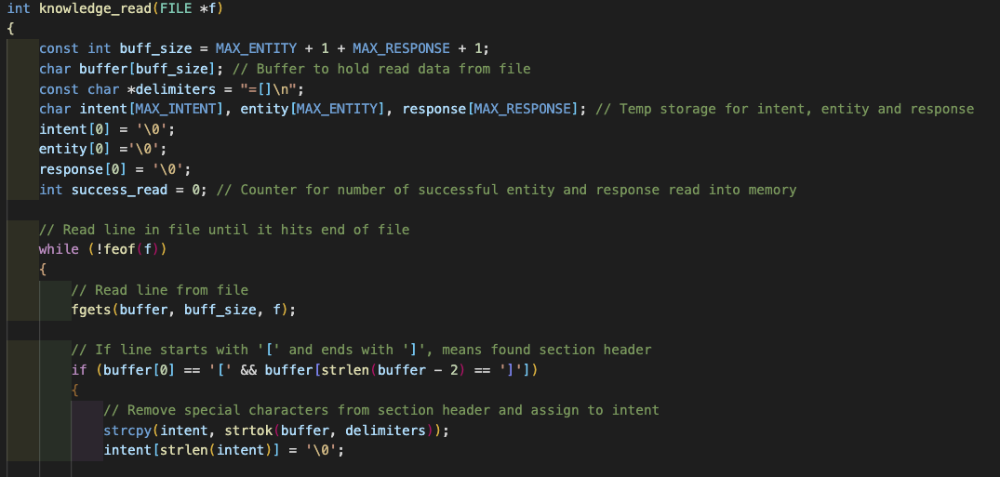 int knowledge_read(FILE *f)
{
const int buff_size = MAX_ENTITY + 1 + MAX_RESPONSE + 1;
char buffer[buff_size]; // Buffer to hold read data from file
const char *delimiters = "=[]\n";
char intent[MAX_INTENT], entity[MAX_ENTITY], response[MAX_RESPONSE]; // Temp storage for intent, entity and response
intent[0] = '\0';
entity[0] ='\0';
response[0] = '\0';
int success_read = 0; // Counter for number of successful entity and response read into memory
// Read line in file until it hits end of file
while (!feof(f))
{
// Read line from file
fgets(buffer, buff_size, f);
// If line starts with '[' and ends with ']', means found section header
if (buffer[0] == '[' && buffer[strlen(buffer - 2) == ']'])
{
// Remove special characters from section header and assign to intent
strcpy(intent, strtok(buffer, delimiters));
intent[strlen(intent)] = '\0';